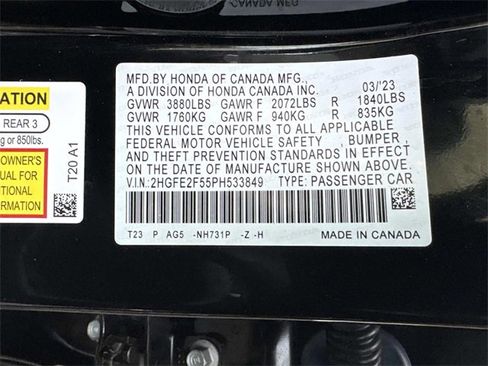 CANADA MFG
MFD.BY HONDA OF CANADA MFG.,
A DIVISION OF HONDA CANADA INC. 03/'23
GVWR 3880LBS GAWR F 2072LBS R 1840LBS
GVWR 1760KG GAWR F 940KG R 835KG
THIS VEHICLE CONFORMS TO ALL APPLICABLE
FEDERAL MOTOR VEHICLE SAFETY , BUMPER ,
AND THEFT PREVENTION STANDARDS IN EFFECT
ON THE DATE OF MANUFACTURE SHOWN ABOVE.
V.I.N:2HGFE2F55PH533849 TYPE: PASSENGER CAR
T23 P AG5 -NH731P -Z -H
MADE IN CANADA
ATION
REAR 3
g or 850lbs.
OWNER'S
UAL FOR
ITIONAL
RMATION
T20 A1